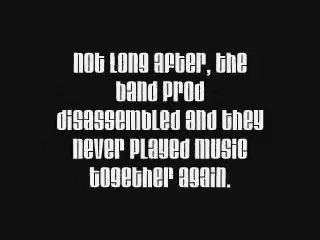 Not long after, the
band prod
disassembled and they
never played music
together again.